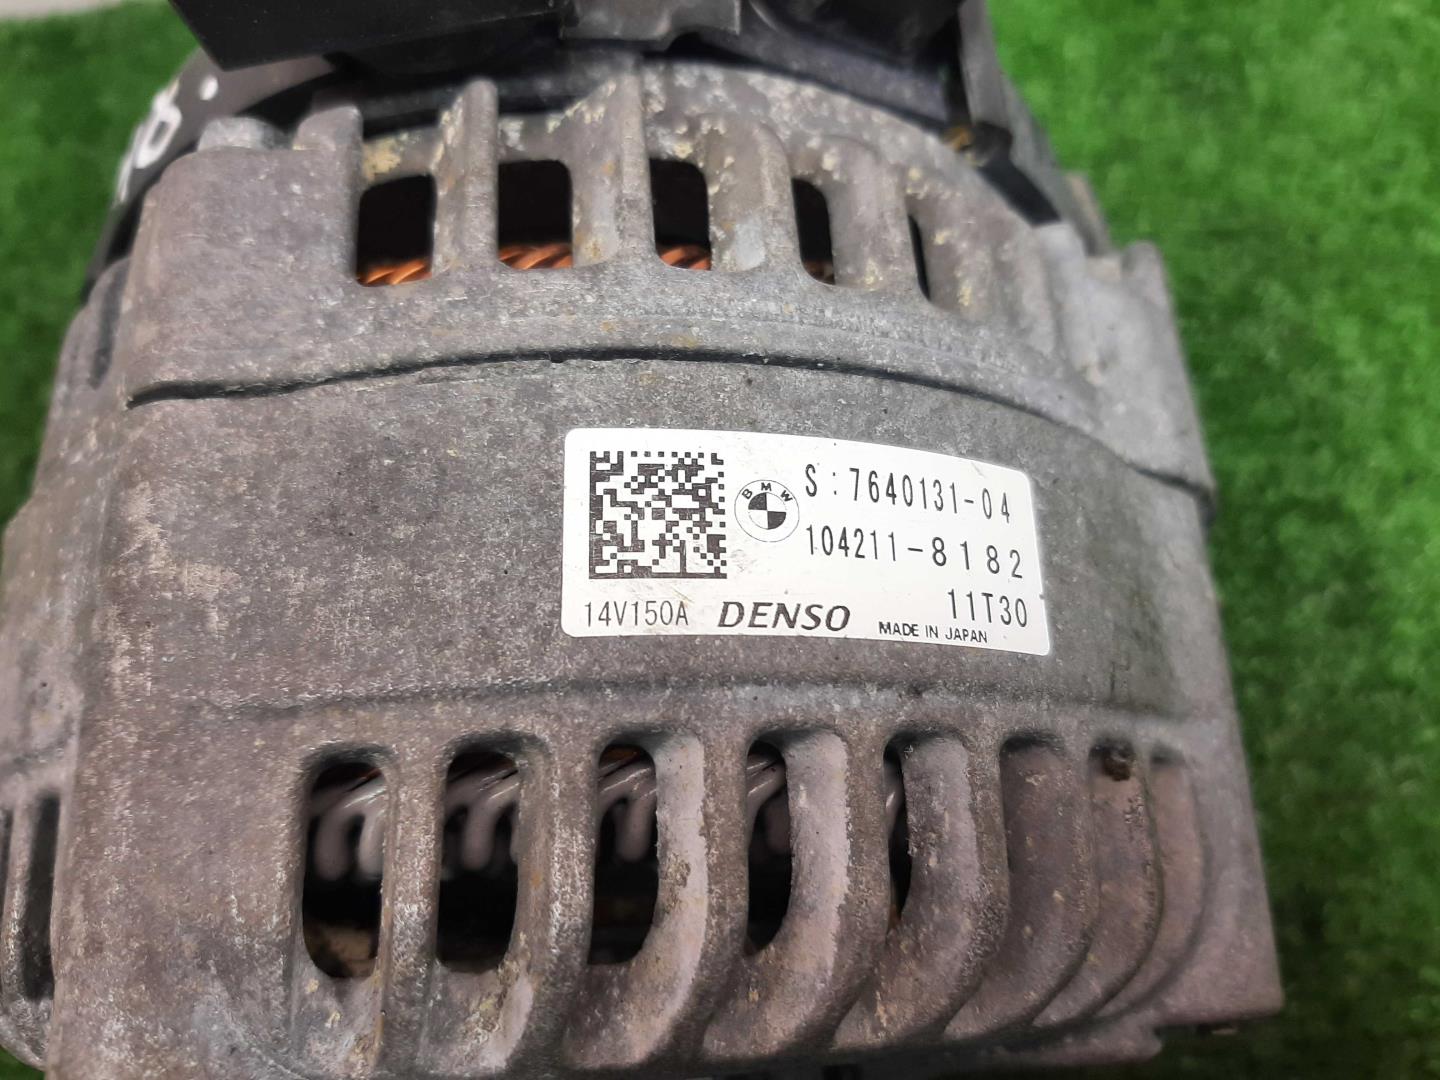 BMW
S:7640131-04
104211-8182
11T30
14V150A DENSO MADE IN JAPAN